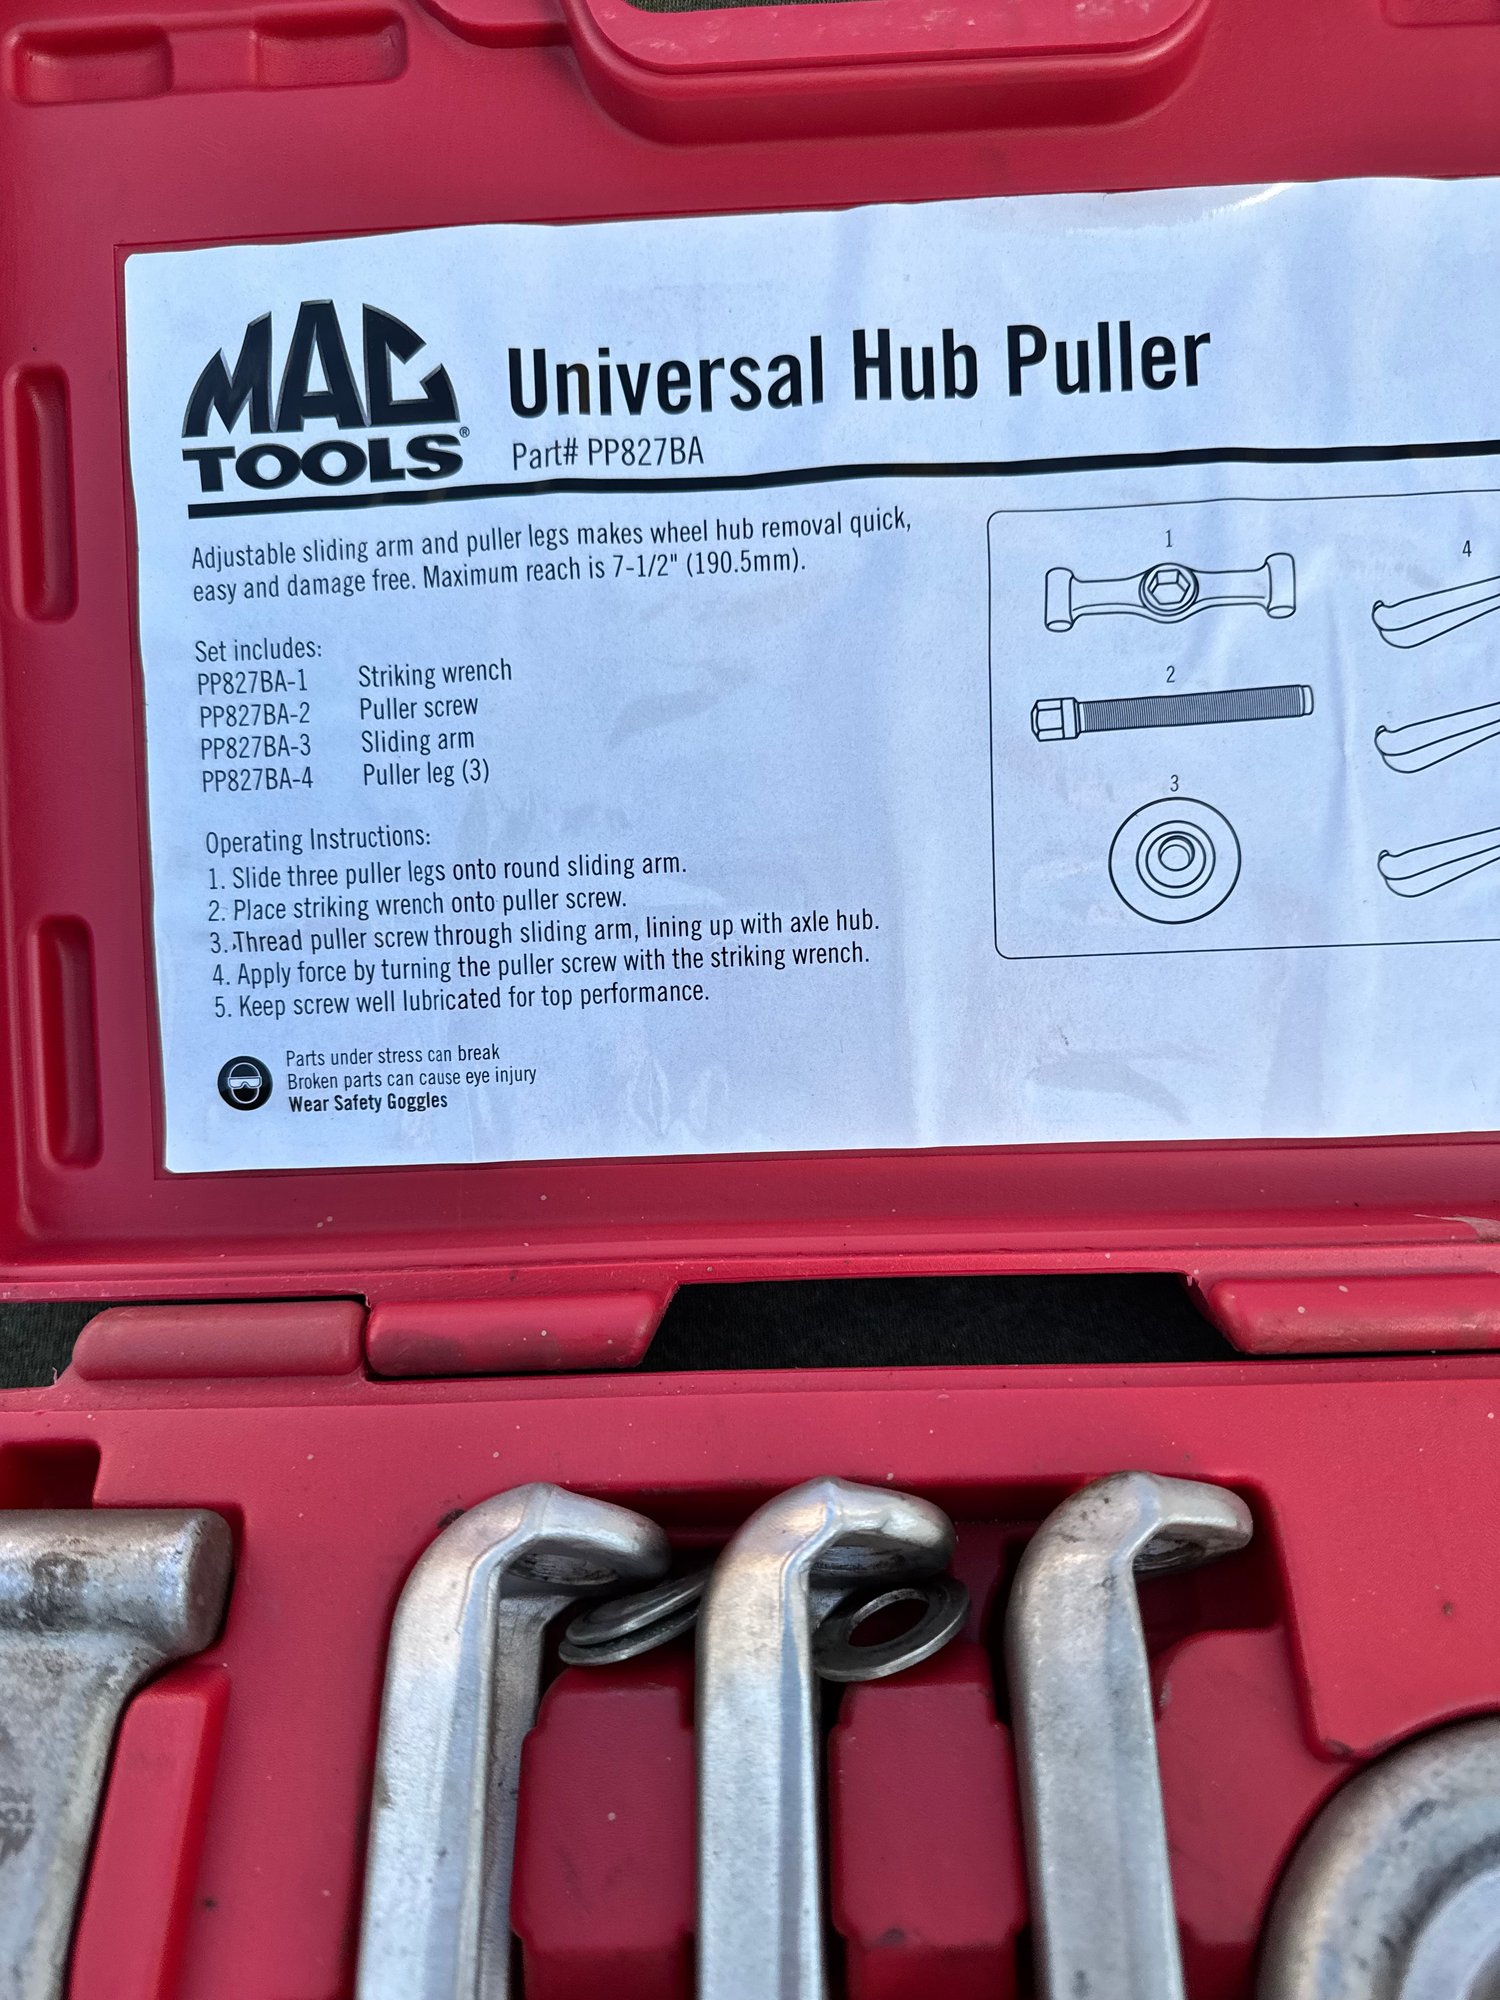 MAC
TOOLS®
Universal Hub Puller
Part# PP827BA
Adjustable sliding arm and puller legs makes wheel hub removal quick,
easy and damage free. Maximum reach is 7-1/2" (190.5mm).
Set includes:
PP827BA-1 Striking wrench
PP827BA-2 Puller screw
PP827BA-3 Sliding arm
PP827BA-4 Puller leg (3)
Operating Instructions:
1. Slide three puller legs onto round sliding arm.
2. Place striking wrench onto puller screw.
3. Thread puller screw through sliding arm, lining up with axle hub.
4. Apply force by turning the puller screw with the striking wrench.
5. Keep screw well lubricated for top performance.
Parts under stress can break
Broken parts can cause eye injury
Wear Safety Goggles
1
4
2
3